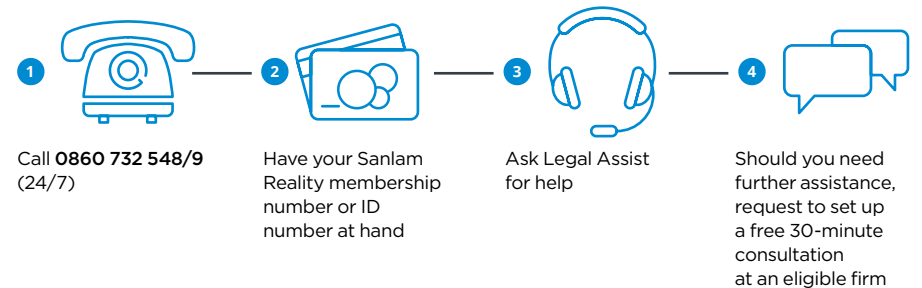 1
Call 0860 732 548/9
(24/7)
2
Have your Sanlam
Reality membership
number or ID
number at hand
3
Ask Legal Assist
for help
4
Should you need
further assistance,
request to set up
a free 30-minute
consultation
at an eligible firm